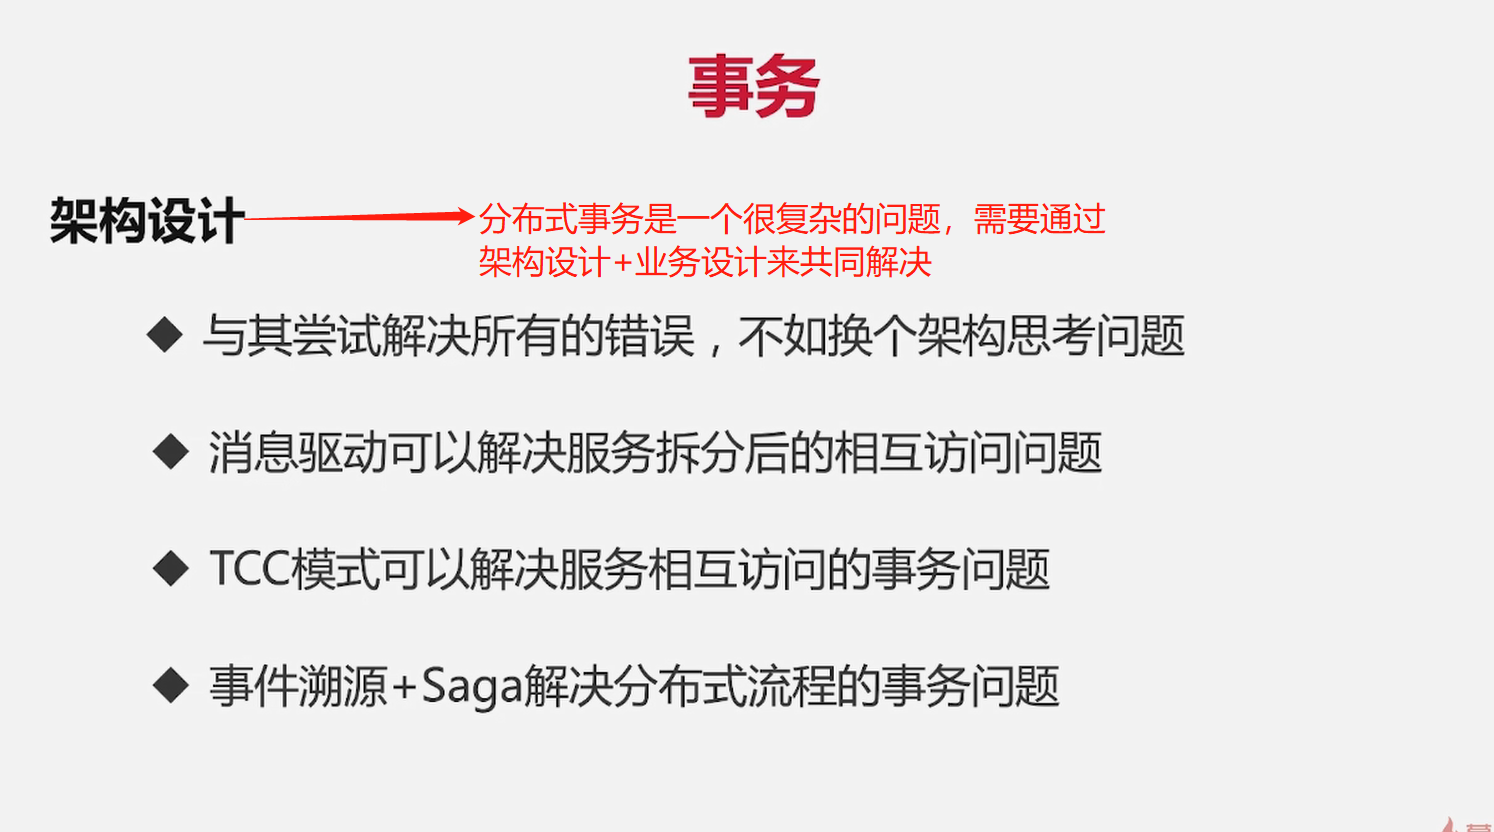 事务
架构设计
分布式事务是一个很复杂的问题，需要通过
架构设计+业务设计来共同解决
与其尝试解决所有的错误，不如换个架构思考问题
消息驱动可以解决服务拆分后的相互访问问题
TCC模式可以解决服务相互访问的事务问题
事件溯源+Saga解决分布式流程的事务问题